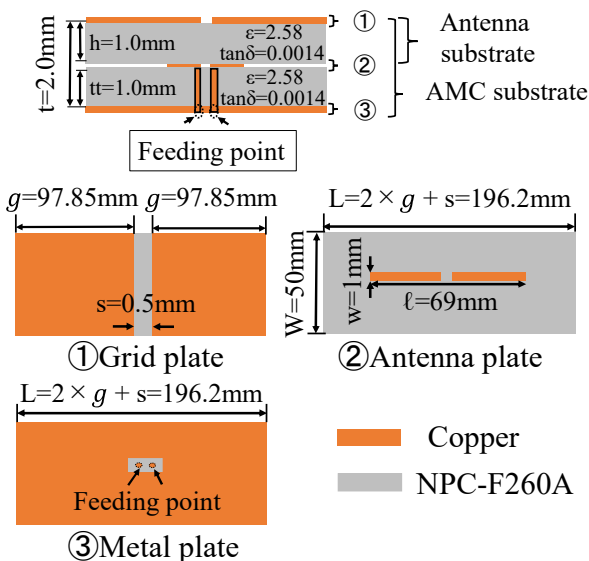 t=2.0mm
h=1.0mm
ε=2.58
tanδ=0.0014
tt=1.0mm
ε=2.58
tanδ=0.0014
①
②
③
Antenna
substrate
AMC substrate
Feeding point
g=97.85mm
g=97.85mm
s=0.5mm
①Grid plate
L=2 × g + s=196.2mm
W=50mm
w=1mm
ℓ=69mm
②Antenna plate
L=2 × g + s=196.2mm
Feeding point
③Metal plate
Copper
NPC-F260A